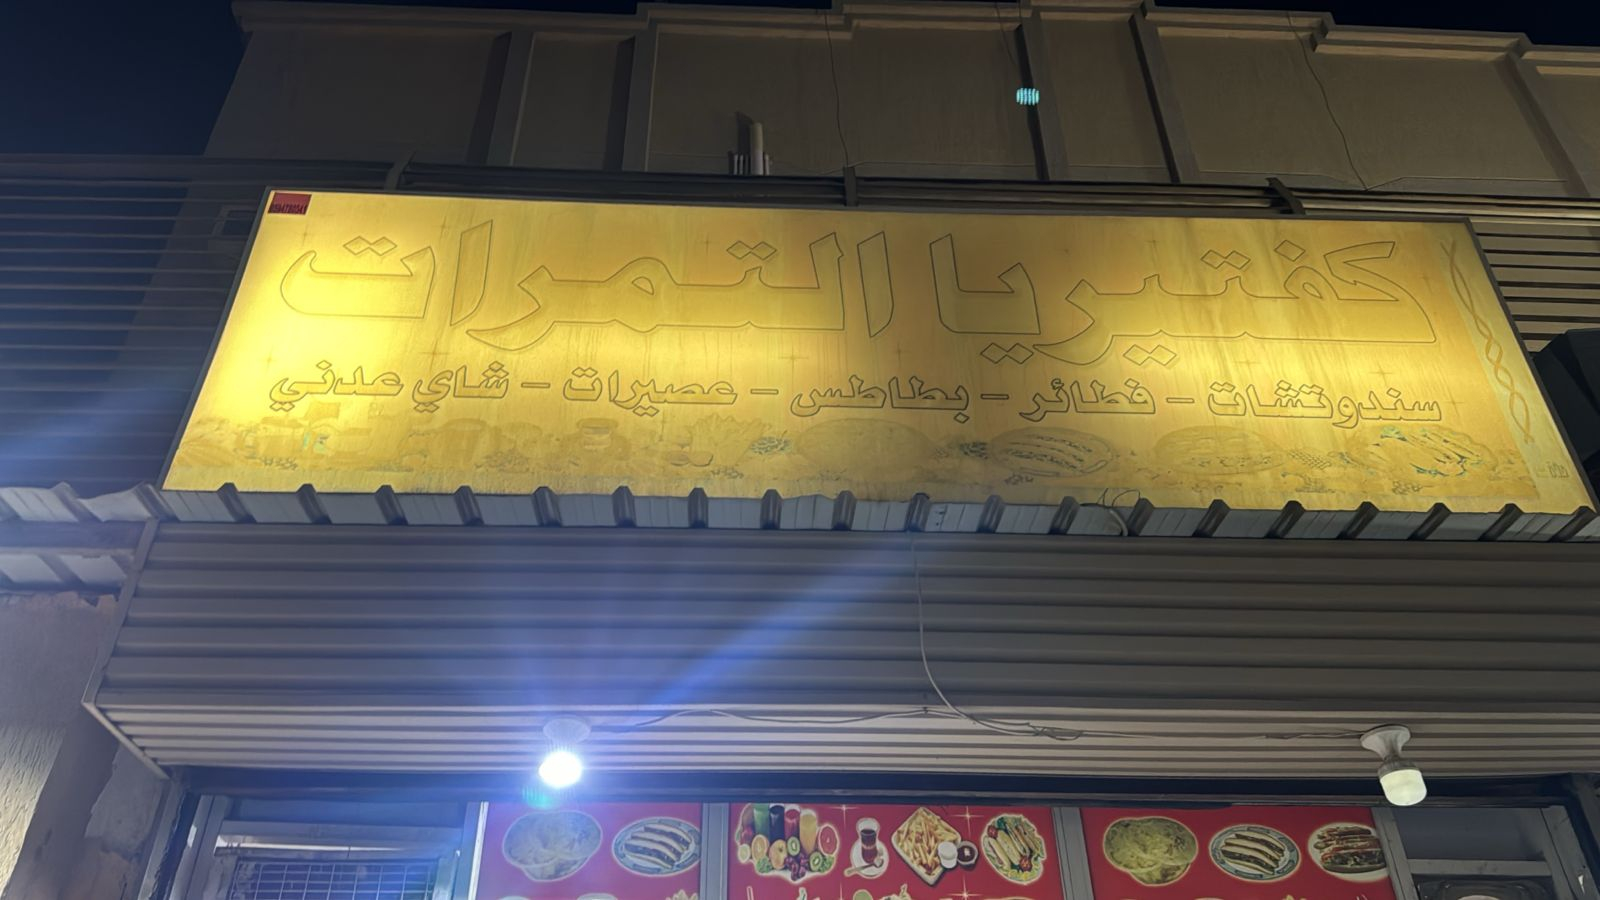 كفتيريا التمرات
سندوتشات - فطائر - بطاطس - عصيرات - شاي عدني